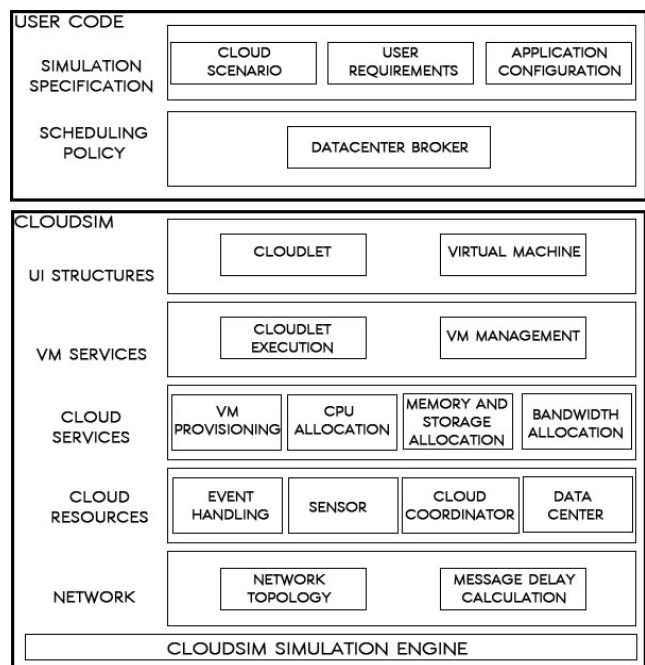 USER CODE
SIMULATION
SPECIFICATION
CLOUD
SCENARIO
USER
REQUIREMENTS
APPLICATION
CONFIGURATION
SCHEDULING
POLICY
DATACENTER BROKER
CLOUDSIM
UI STRUCTURES
CLOUDLET
VIRTUAL MACHINE
VM SERVICES
CLOUDLET
EXECUTION
VM MANAGEMENT
CLOUD
SERVICES
VM
PROVISIONING
CPU
ALLOCATION
MEMORY AND
STORAGE
ALLOCATION
BANDWIDTH
ALLOCATION
CLOUD
RESOURCES
EVENT
HANDLING
SENSOR
CLOUD
COORDINATOR
DATA
CENTER
NETWORK
NETWORK
TOPOLOGY
MESSAGE DELAY
CALCULATION
CLOUDSIM SIMULATION ENGINE